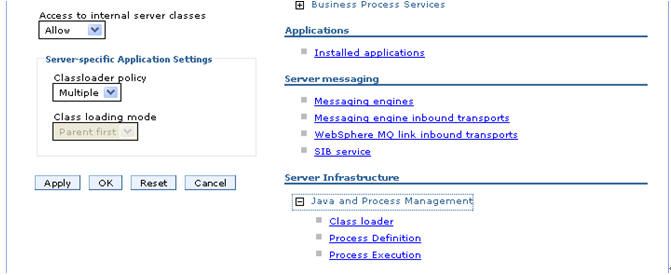 Access to internal server classes
Allow
Server-specific Application Settings
Classloader policy
Multiple
Class loading mode
Parent first
Apply
OK
Reset
Cancel
Business Process Services
Applications
Installed applications
Server messaging
Messaging engines
Messaging engine inbound transports
WebSphere MQ link inbound transports
SIB service
Server Infrastructure
Java and Process Management
Class loader
Process Definition
Process Execution